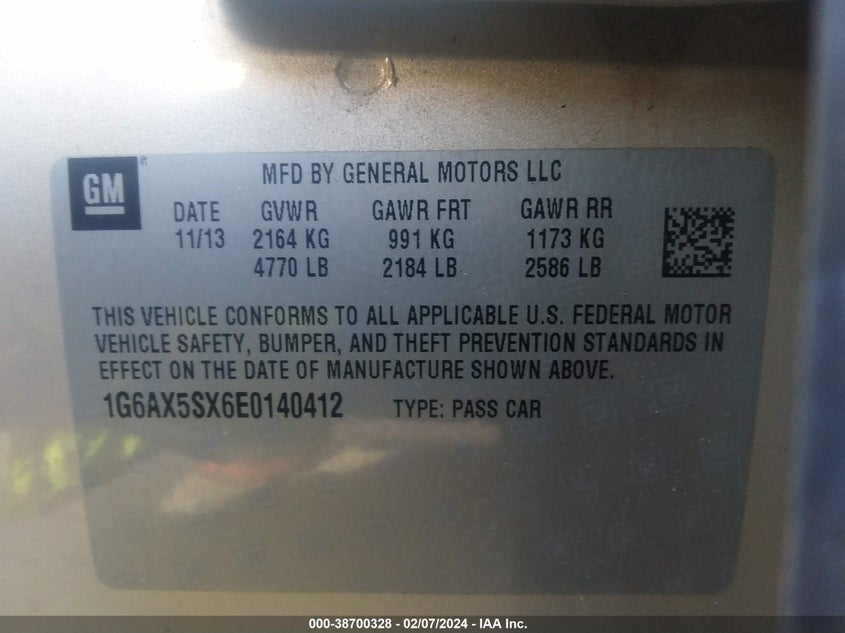 GM ®
MFD BY GENERAL MOTORS LLC
DATE GVWR GAWR FRT GAWR RR
11/13 2164 KG 991 KG 1173 KG
4770 LB 2184 LB 2586 LB
THIS VEHICLE CONFORMS TO ALL APPLICABLE U.S. FEDERAL MOTOR
VEHICLE SAFETY, BUMPER, AND THEFT PREVENTION STANDARDS IN
EFFECT ON THE DATE OF MANUFACTURE SHOWN ABOVE.
1G6AX5SX6E0140412 TYPE: PASS CAR
000-38700328 - 02/07/2024 - IAA Inc.